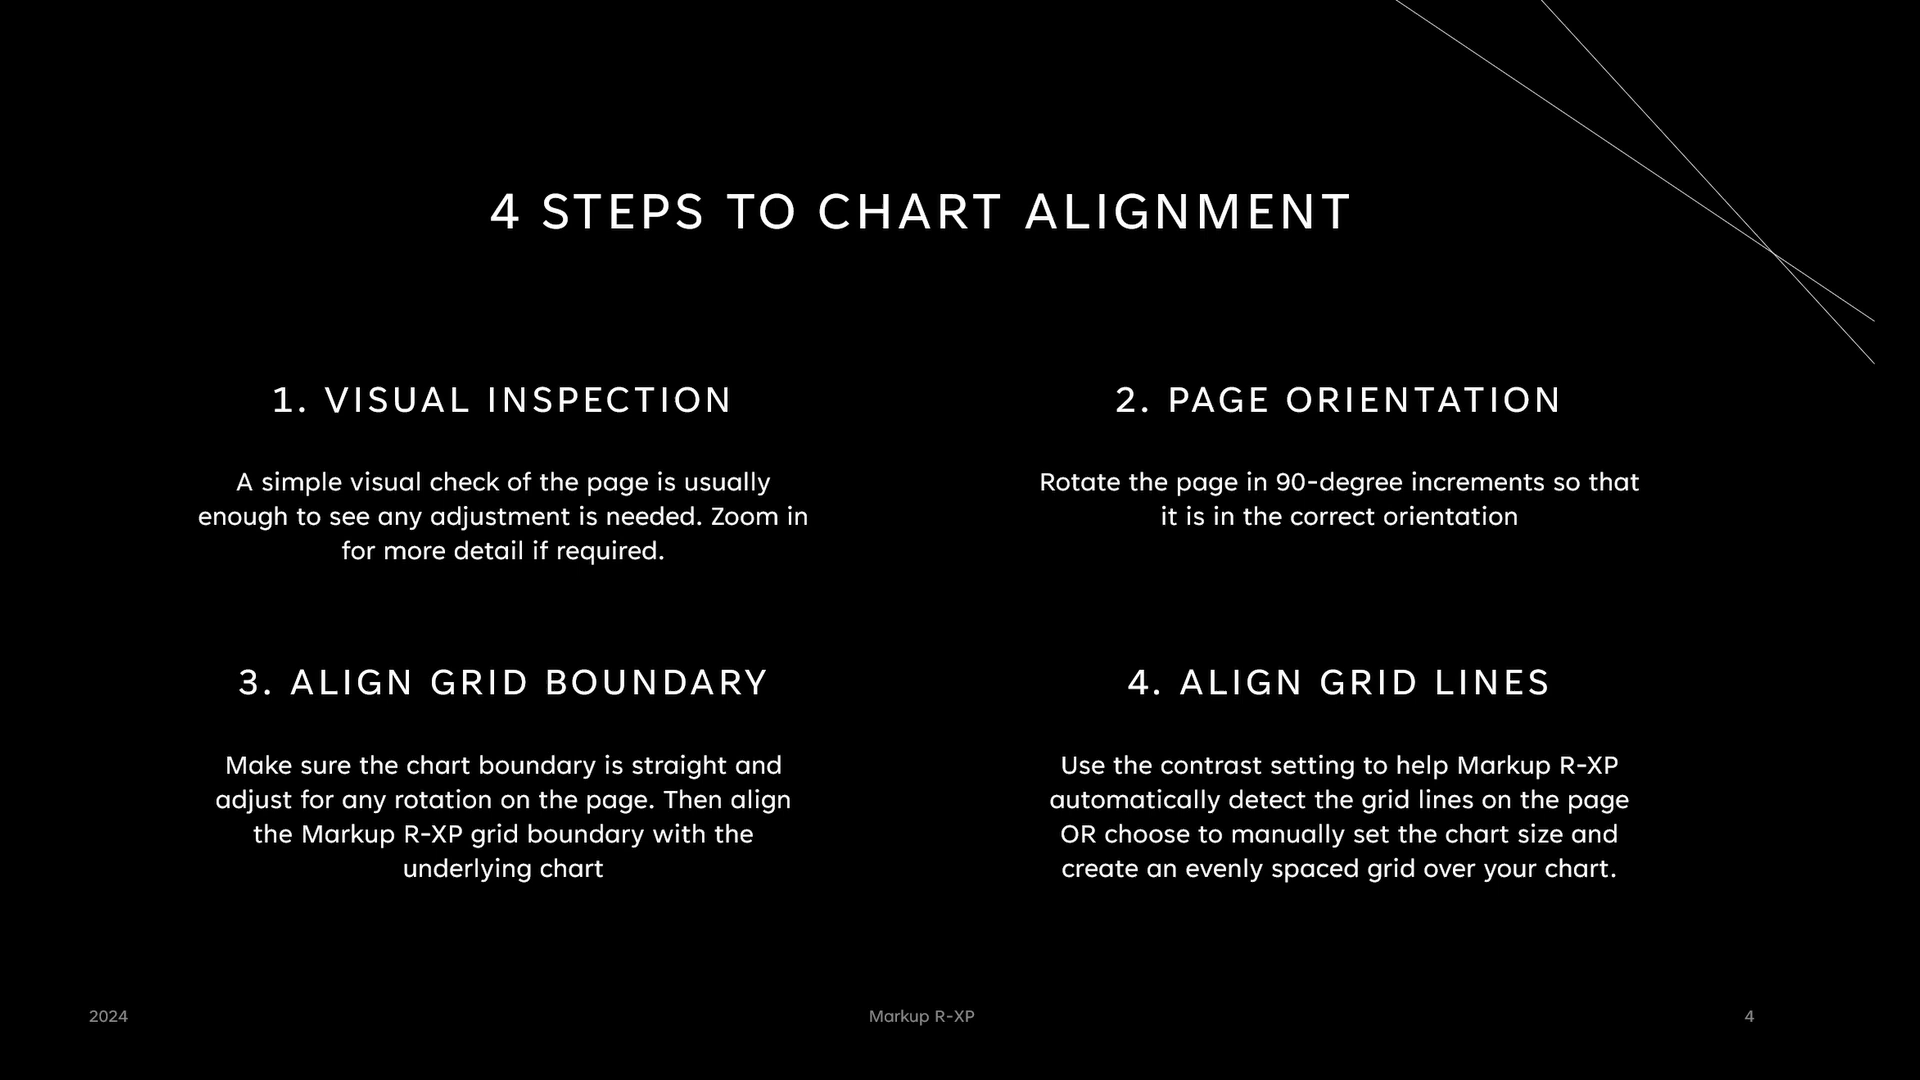 4 STEPS TO CHART ALIGNMENT
1. VISUAL INSPECTION
A simple visual check of the page is usually
enough to see any adjustment is needed. Zoom in
for more detail if required.
2. PAGE ORIENTATION
Rotate the page in 90-degree increments so that
it is in the correct orientation
3. ALIGN GRID BOUNDARY
Make sure the chart boundary is straight and
adjust for any rotation on the page. Then align
the Markup R-XP grid boundary with the
underlying chart
4. ALIGN GRID LINES
Use the contrast setting to help Markup R-XP
automatically detect the grid lines on the page
OR choose to manually set the chart size and
create an evenly spaced grid over your chart.
2024
Markup R-XP
4